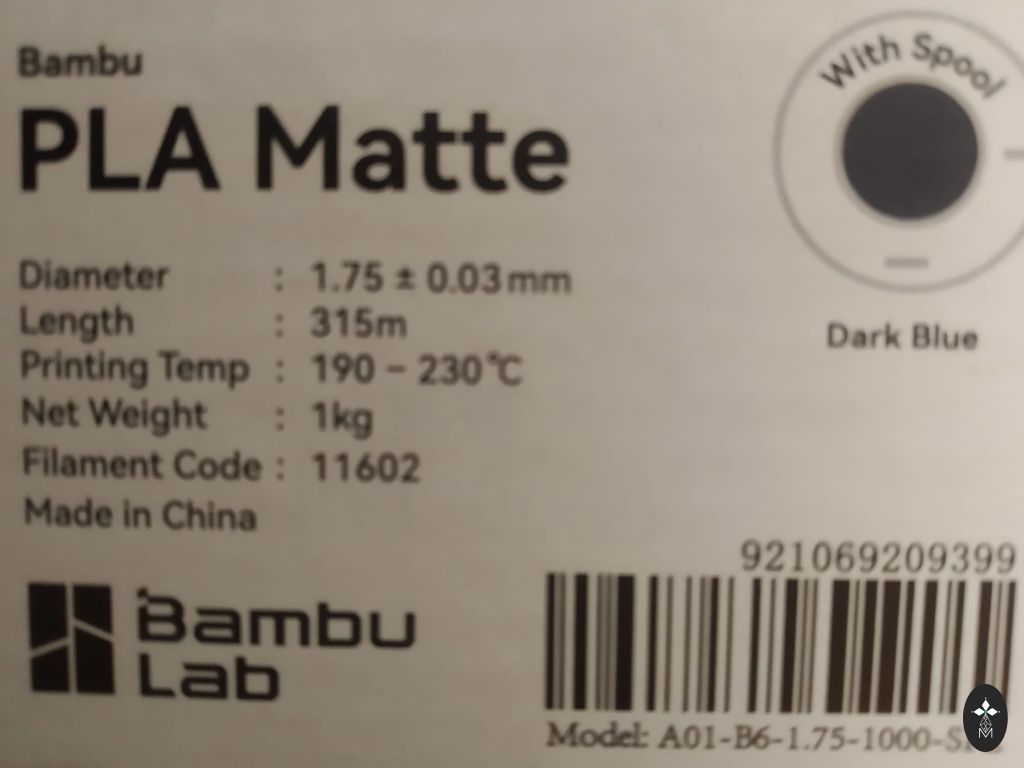 Bambu
PLA Matte
With Spool
Dark Blue
Diameter : 1.75 ± 0.03mm
Length : 315m
Printing Temp : 190 – 230℃
Net Weight : 1kg
Filament Code : 11602
Made in China
Bambu
Lab
921069209399
Model: A01-B6-1.75-1000-
M